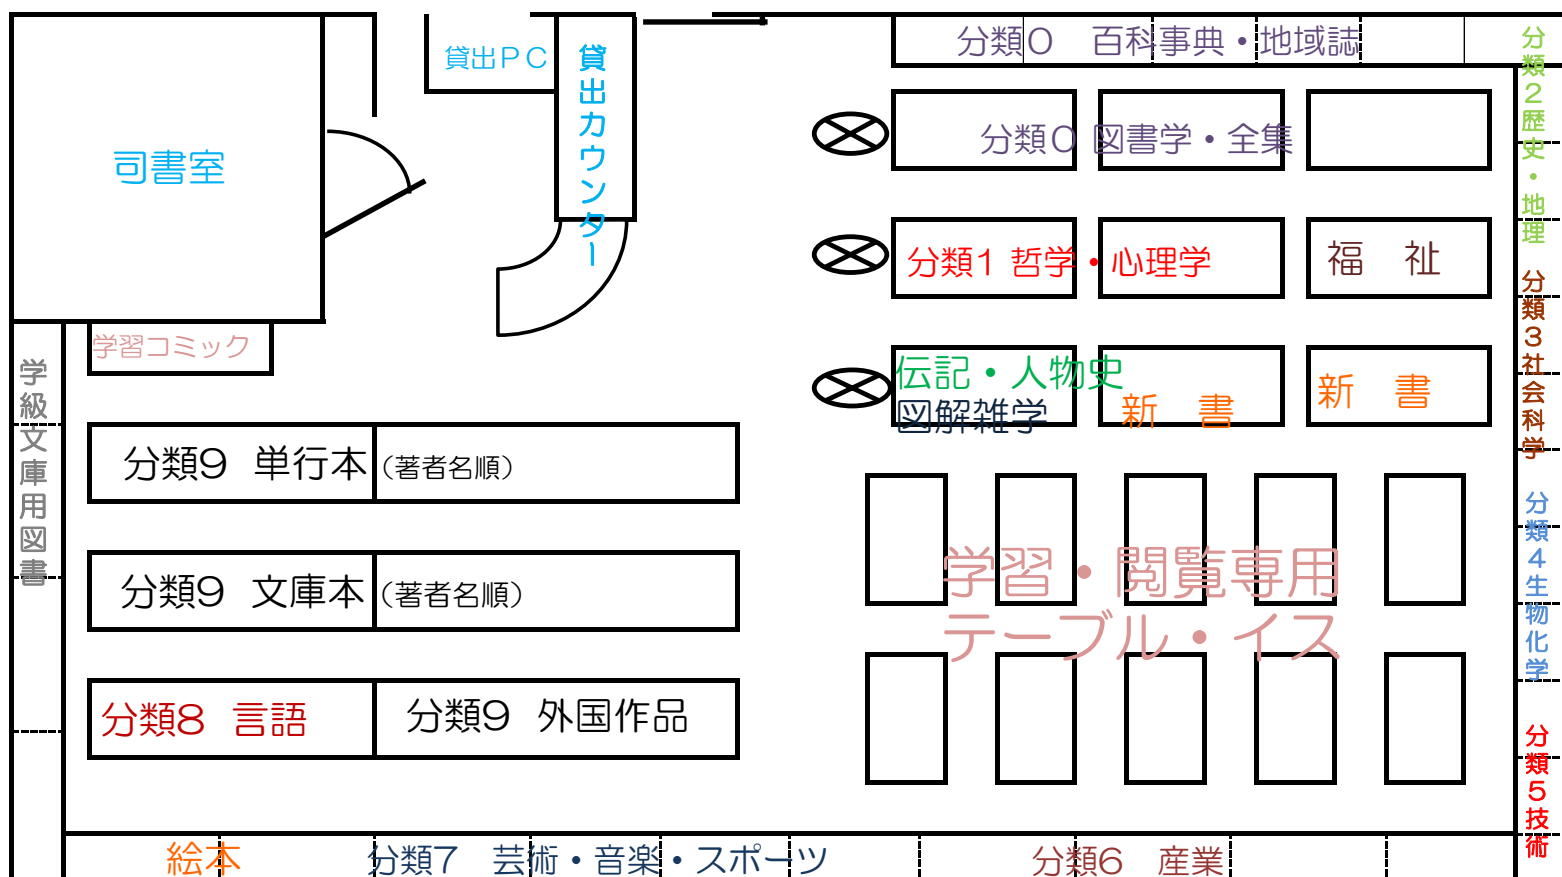 分類０　百科事典・地域誌
貸出ＰＣ
貸出カウンター
司書室
分類０ 図書学・全集
分類２歴史・地理
分類１ 哲学・心理学
福　祉
分類３社会科学
学習コミック
伝記・人物史
図解雑学
新　書
新　書
学級文庫用図書
分類９ 単行本（著者名順）
分類９ 文庫本（著者名順）
分類４生物化学
学習・閲覧専用
テーブル・イス
分類８ 言語
分類９ 外国作品
分類５技術
絵本
分類７　芸術・音楽・スポーツ
分類６　産業